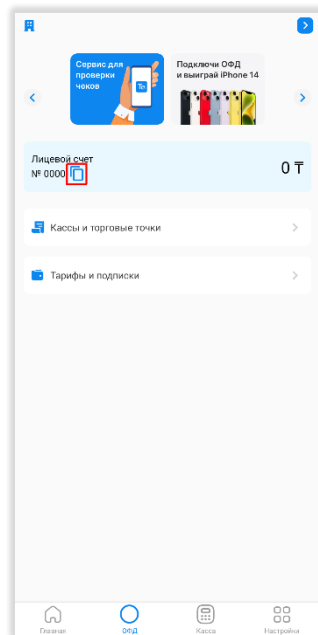 Сервис для
проверки
чеков
Подключи ОФД
и выиграй iPhone 14
Лицевой счет
№ 0000
0 ₸
Кассы и торговые точки
Тарифы и подписки
Главная
ОФД
Касса
Настройки